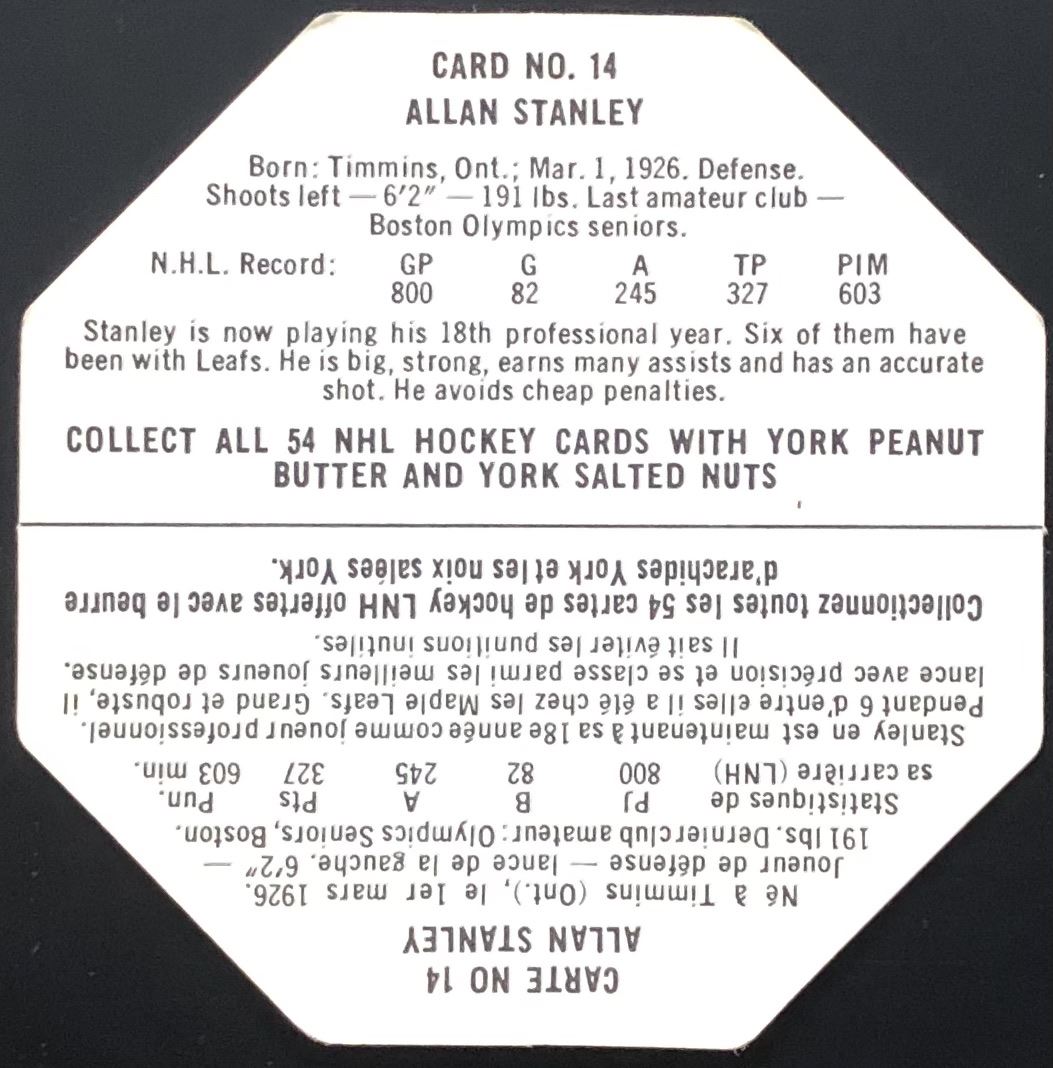 CARD NO. 14
ALLAN STANLEY
Born: Timmins, Ont.; Mar. 1, 1926. Defense.
Shoots left — 6'2" — 191 lbs. Last amateur club —
Boston Olympics seniors.
N.H.L. Record: GP G A TP PIM
800 82 245 327 603
Stanley is now playing his 18th professional year. Six of them have
been with Leafs. He is big, strong, earns many assists and has an accurate
shot. He avoids cheap penalties.
COLLECT ALL 54 NHL HOCKEY CARDS WITH YORK PEANUT
BUTTER AND YORK SALTED NUTS
CARTE NO 14
ALLAN STANLEY
Né à Timmins (Ont.), le 1er mars 1926.
Joueur de défense — lance de la gauche. 6'2" —
191 lbs. Dernier club amateur: Olympics Seniors, Boston.
Statistiques de PJ B A Pts Pun.
sa carrière (LNH) 800 82 245 327 603 min.
Stanley en est maintenant à sa 18e année comme joueur professionnel.
Pendant 6 d'entre elles il a été chez les Maple Leafs. Grand et robuste, il
lance avec précision et se classe parmi les meilleurs joueurs de défense.
Il sait éviter les punitions inutiles.
Collectionnez toutes les 54 cartes de hockey LNH offertes avec le beurre
d'arachides York et les noix salées York.